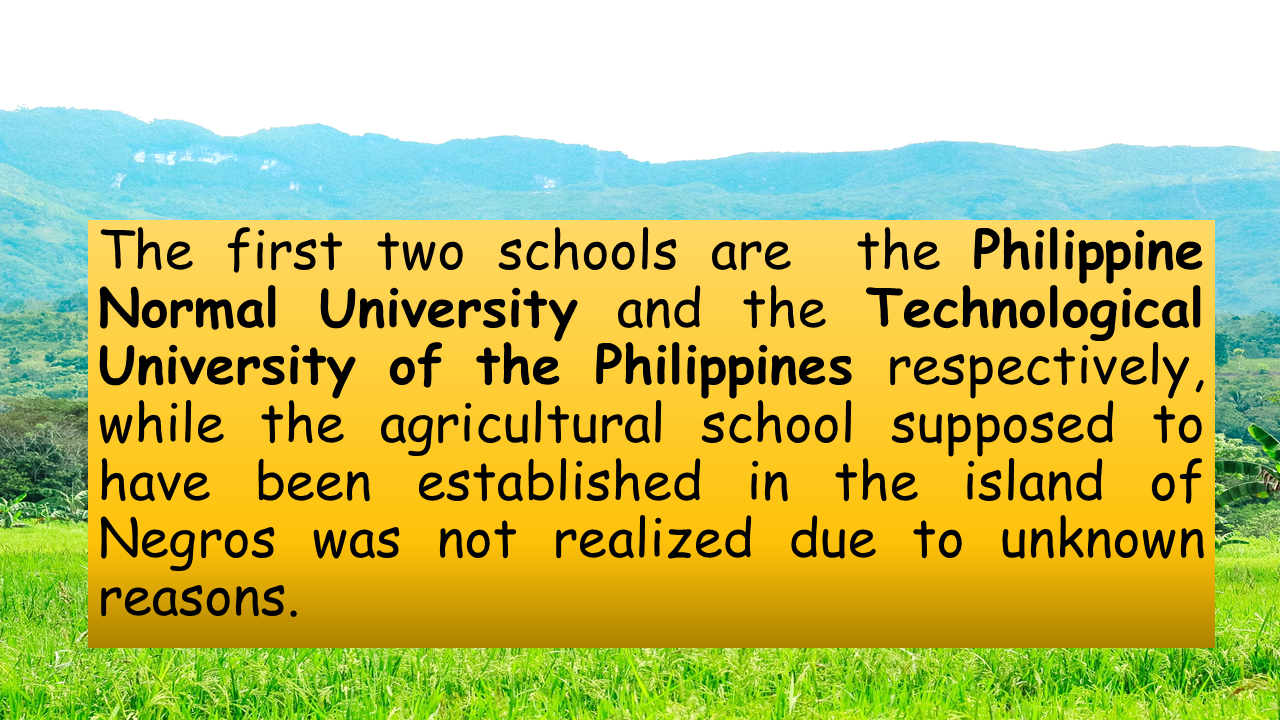 The first two schools are the Philippine
Normal University and the Technological
University of the Philippines respectively,
while the agricultural school supposed to
have been established in the island of
Negros was not realized due to unknown
reasons.